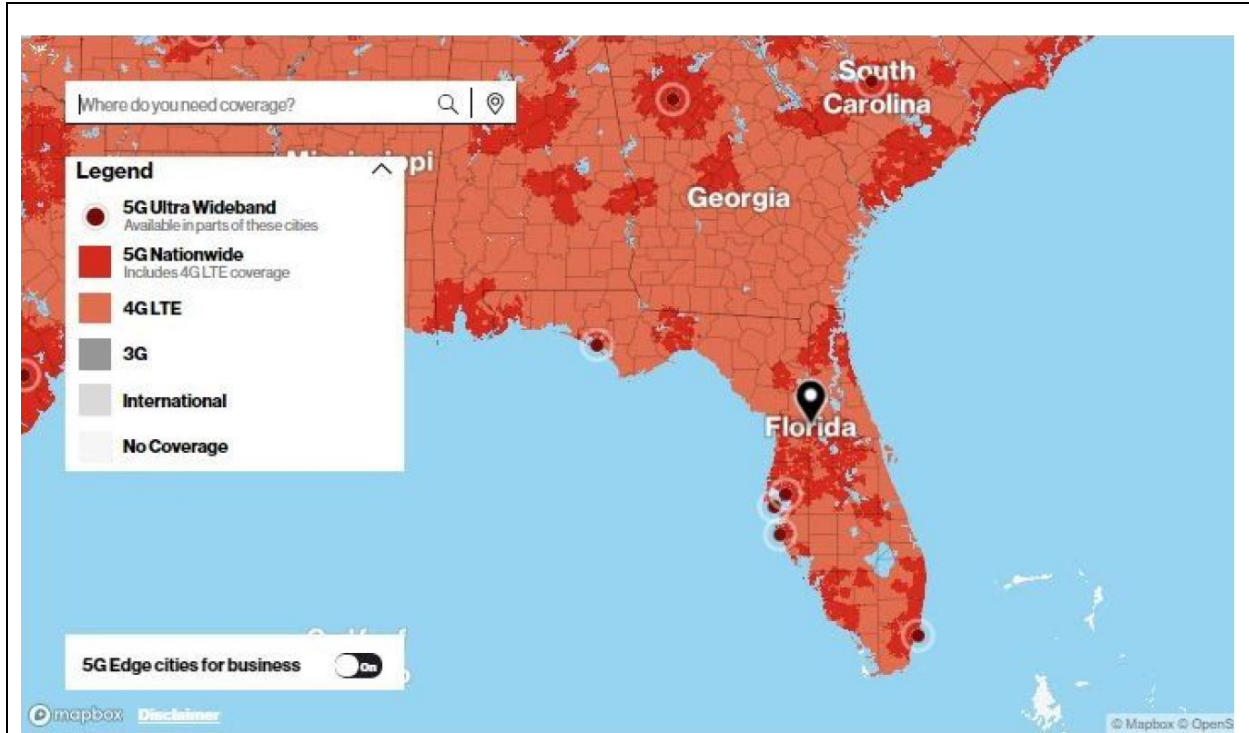 South
Carolina
Where do you need coverage?
Georgia
Legend
5G Ultra Wideband
Available in parts of these cities
5G Nationwide
Includes 4G LTE coverage
4G LTE
3G
International
No Coverage
Florida
5G Edge cities for business
On
mapbox
Disclaimer
© Mapbox © OpenS